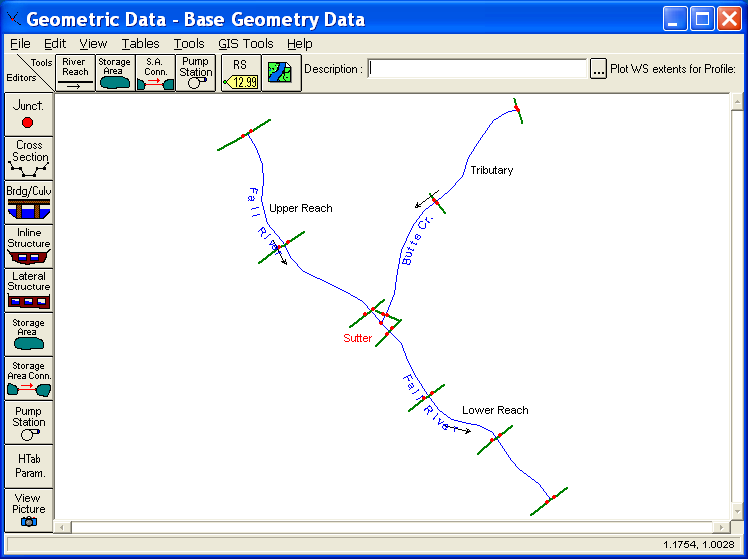 Geometric Data - Base Geometry Data
File Edit View Tables Tools GIS Tools Help
Tools
Editors
River
Reach
Storage
Area
S.A.
Conn.
Pump
Station
RS
12.99
Description :
...
Plot WS extents for Profile:
Junct.
Cross
Section
Brdg/Culv
Inline
Structure
Lateral
Structure
Storage
Area
Storage
Area Conn.
Pump
Station
HTab
Param.
View
Picture
Tributary
Upper Reach
Fall River
Butte Cr.
Sutter
Fall River
Lower Reach
1.1754, 1.0028